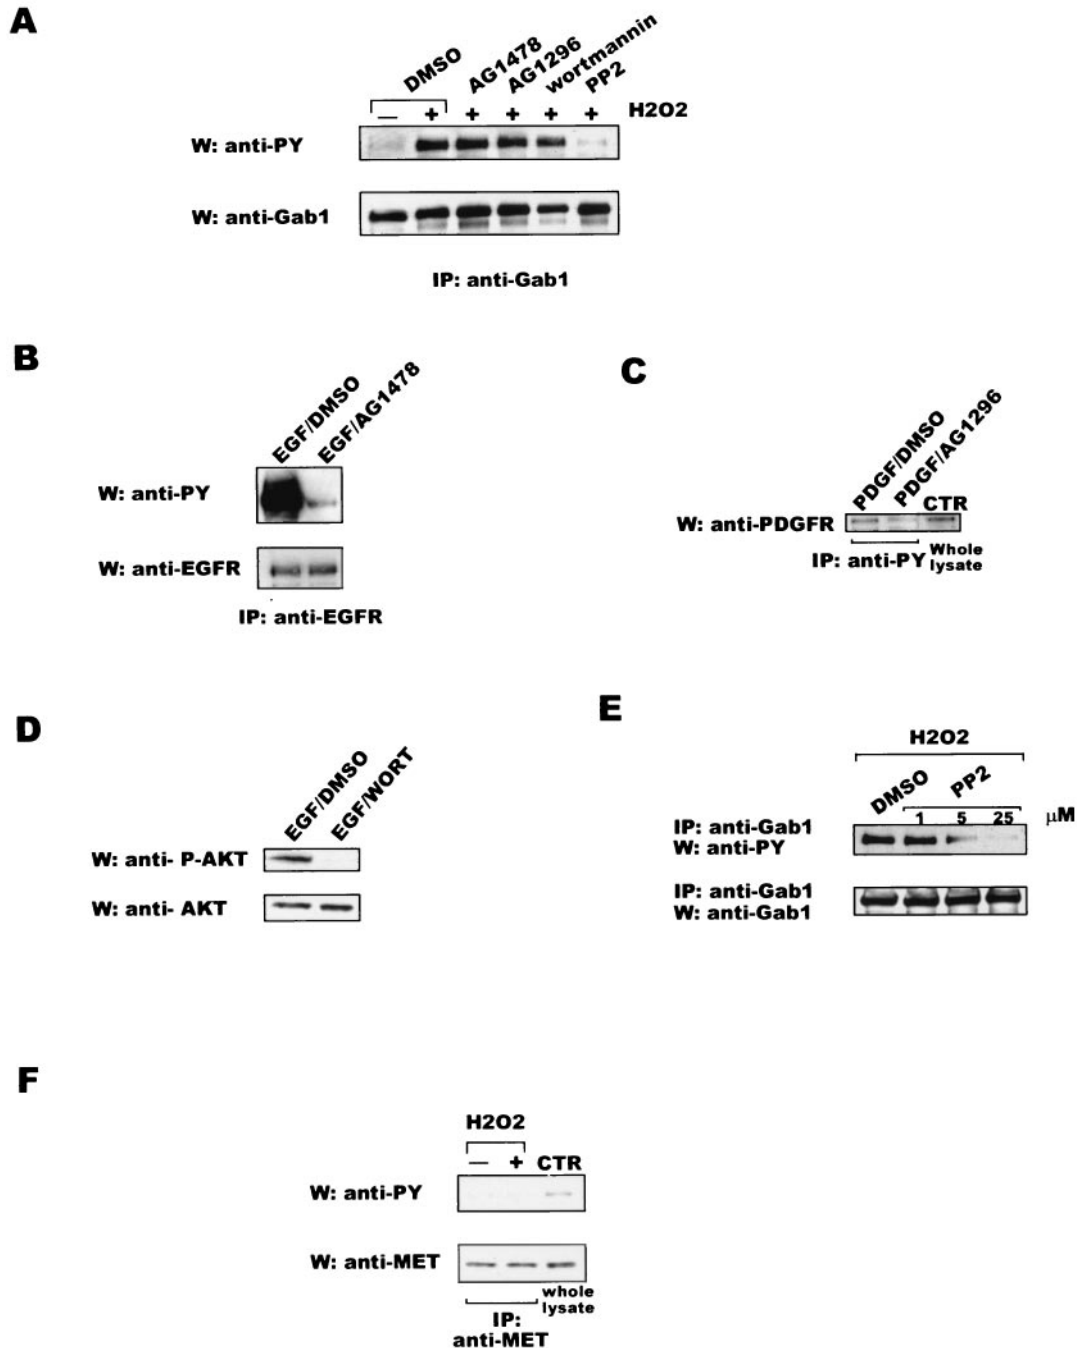 A
DMSO AG1478 AG1296 wortmannin PP2
— + + + + + H2O2
W: anti-PY
W: anti-Gab1
IP: anti-Gab1
B
EGF/DMSO EGF/AG1478
W: anti-PY
W: anti-EGFR
IP: anti-EGFR
C
PDGF/DMSO PDGF/AG1296 CTR
W: anti-PDGFR
IP: anti-PY Whole
lysate
D
EGF/DMSO EGF/WORT
W: anti- P-AKT
W: anti- AKT
E
H2O2
DMSO PP2
1 5 25 μM
IP: anti-Gab1
W: anti-PY
IP: anti-Gab1
W: anti-Gab1
F
H2O2
— + CTR
W: anti-PY
W: anti-MET
whole
lysate
IP:
anti-MET